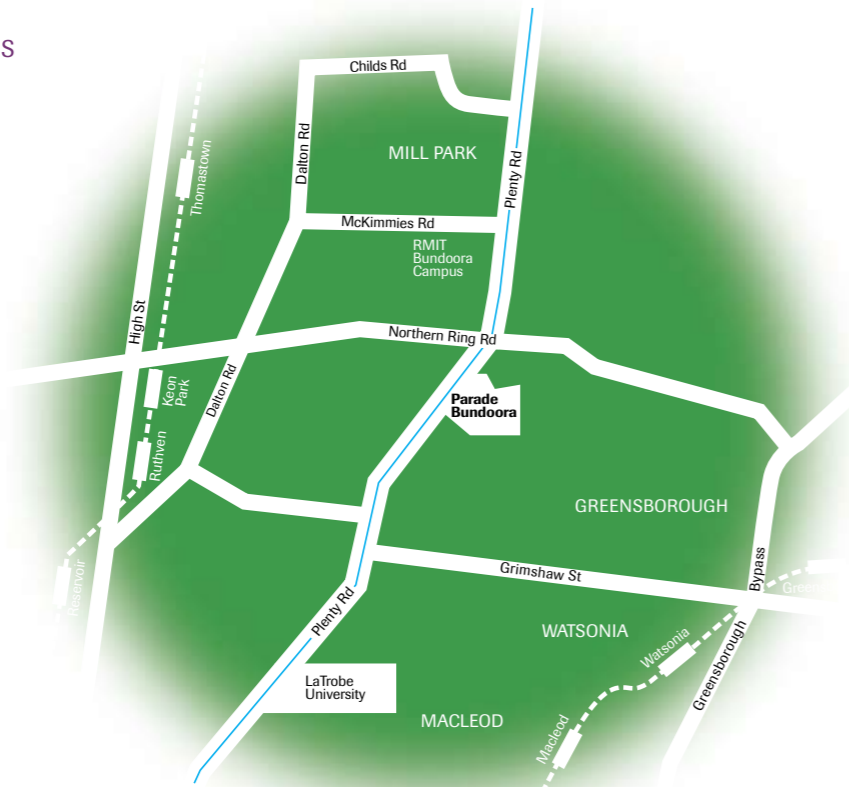 S
Childs Rd
Dalton Rd
MILL PARK
Plenty Rd
Thomastown
McKimmies Rd
RMIT
Bundoora
Campus
High St
Northern Ring Rd
Keon
Park
Dalton Rd
Parade
Bundoora
Ruthven
GREENSBOROUGH
Reservoir
Grimshaw St
Bypass
Plenty Rd
WATSONIA
Watsonia
Greensborough
LaTrobe
University
MACLEOD
Macleod